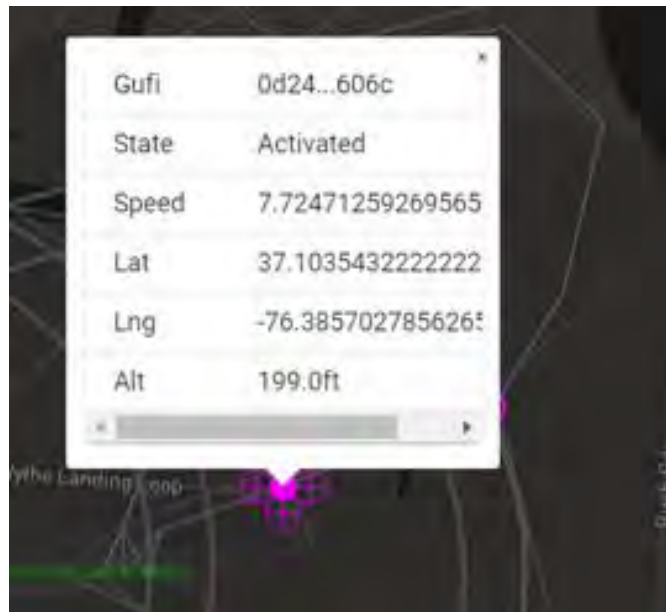 ×
Gufi 0d24...606c
State Activated
Speed 7.72471259269565
Lat 37.1035432222222
Lng -76.385702785626
Alt 199.0ft
Landing Loop